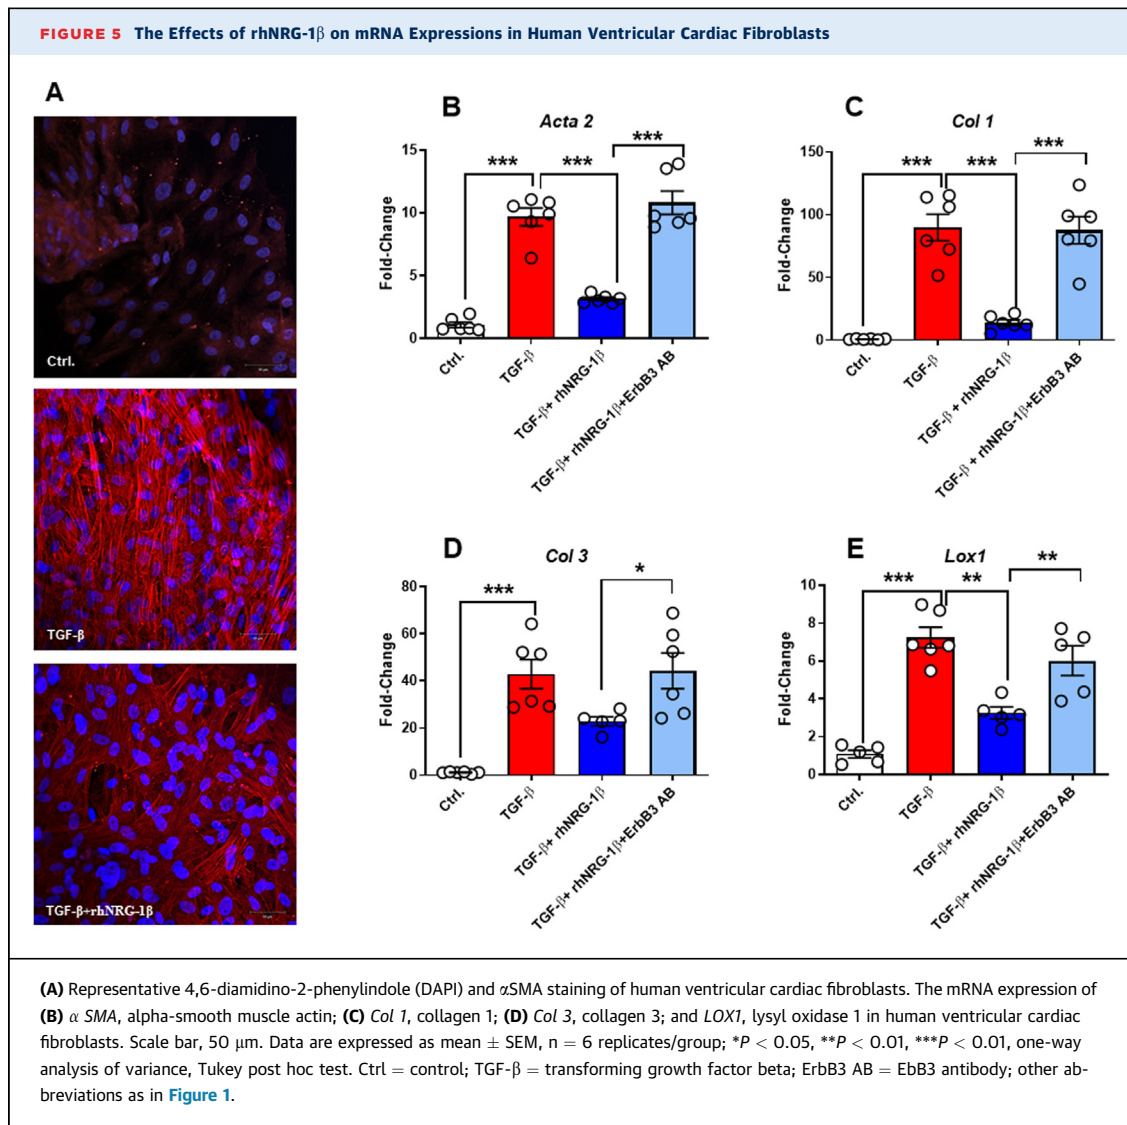 FIGURE 5 The Effects of rhNRG-1β on mRNA Expressions in Human Ventricular Cardiac Fibroblasts
A
Ctrl.
TGF-β
TGF-β+rhNRG-1β
B
Acta 2
***
*** ***
Fold-Change
15
10
5
0
Ctrl.
TGF-β
TGF-β+ rhNRG-1β
TGF-β+ rhNRG-1β+ErbB3 AB
C
Col 1
***
*** ***
Fold-Change
150
100
50
0
Ctrl.
TGF-β
TGF-β + rhNRG-1β
TGF-β + rhNRG-1β+ErbB3 AB
D
Col 3
*
***
Fold-Change
80
60
40
20
0
Ctrl.
TGF-β
TGF-β+ rhNRG-1β
TGF-β+ rhNRG-1β+ErbB3 AB
E
Lox1
**
*** **
Fold-Change
10
8
6
4
2
0
Ctrl.
TGF-β
TGF-β+ rhNRG-1β
TGF-β+ rhNRG-1β+ErbB3 AB
(A) Representative 4,6-diamidino-2-phenylindole (DAPI) and αSMA staining of human ventricular cardiac fibroblasts. The mRNA expression of
(B) α SMA, alpha-smooth muscle actin; (C) Col 1, collagen 1; (D) Col 3, collagen 3; and LOX1, lysyl oxidase 1 in human ventricular cardiac
fibroblasts. Scale bar, 50 μm. Data are expressed as mean ± SEM, n = 6 replicates/group; *P < 0.05, **P < 0.01, ***P < 0.01, one-way
analysis of variance, Tukey post hoc test. Ctrl = control; TGF-β = transforming growth factor beta; ErbB3 AB = EbB3 antibody; other ab-
breviations as in Figure 1.